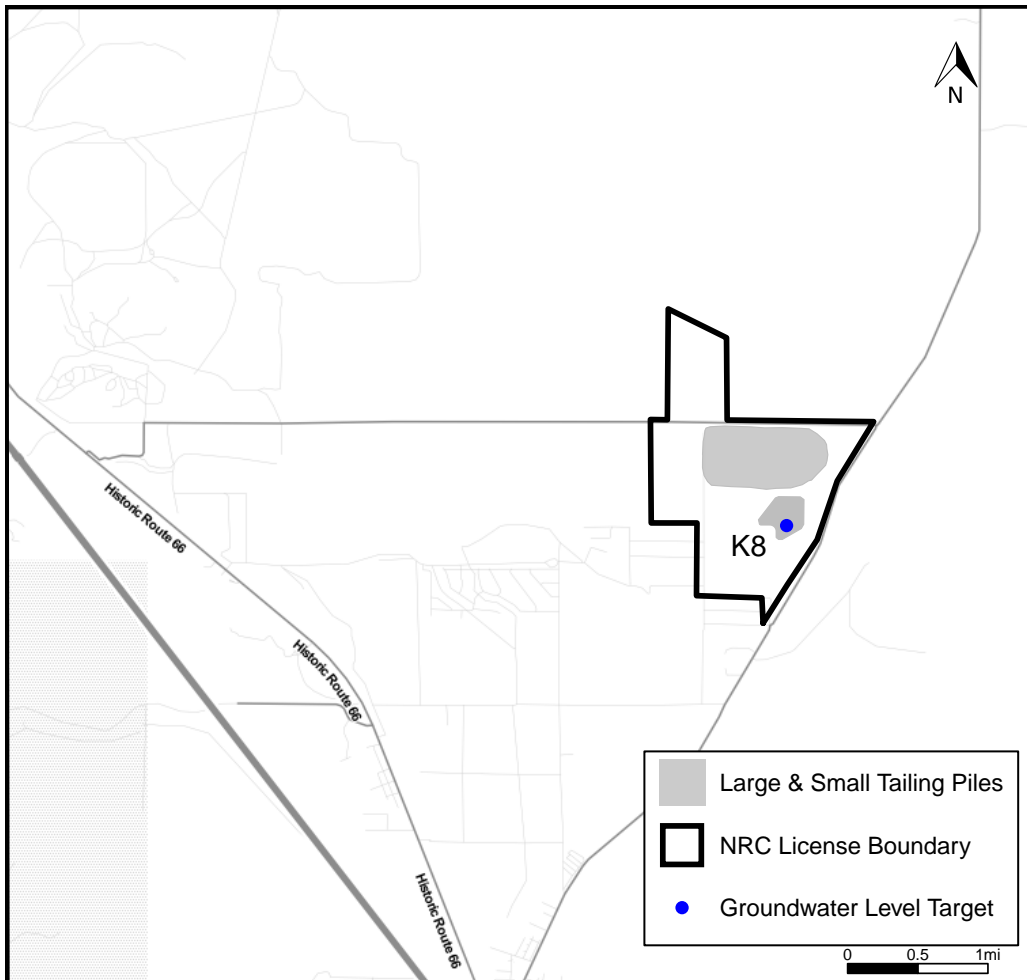 N
Historic Route 66
K8
Historic Route 66
Large & Small Tailing Piles
NRC License Boundary
Historic Route 66
Groundwater Level Target
0 0.5 1mi